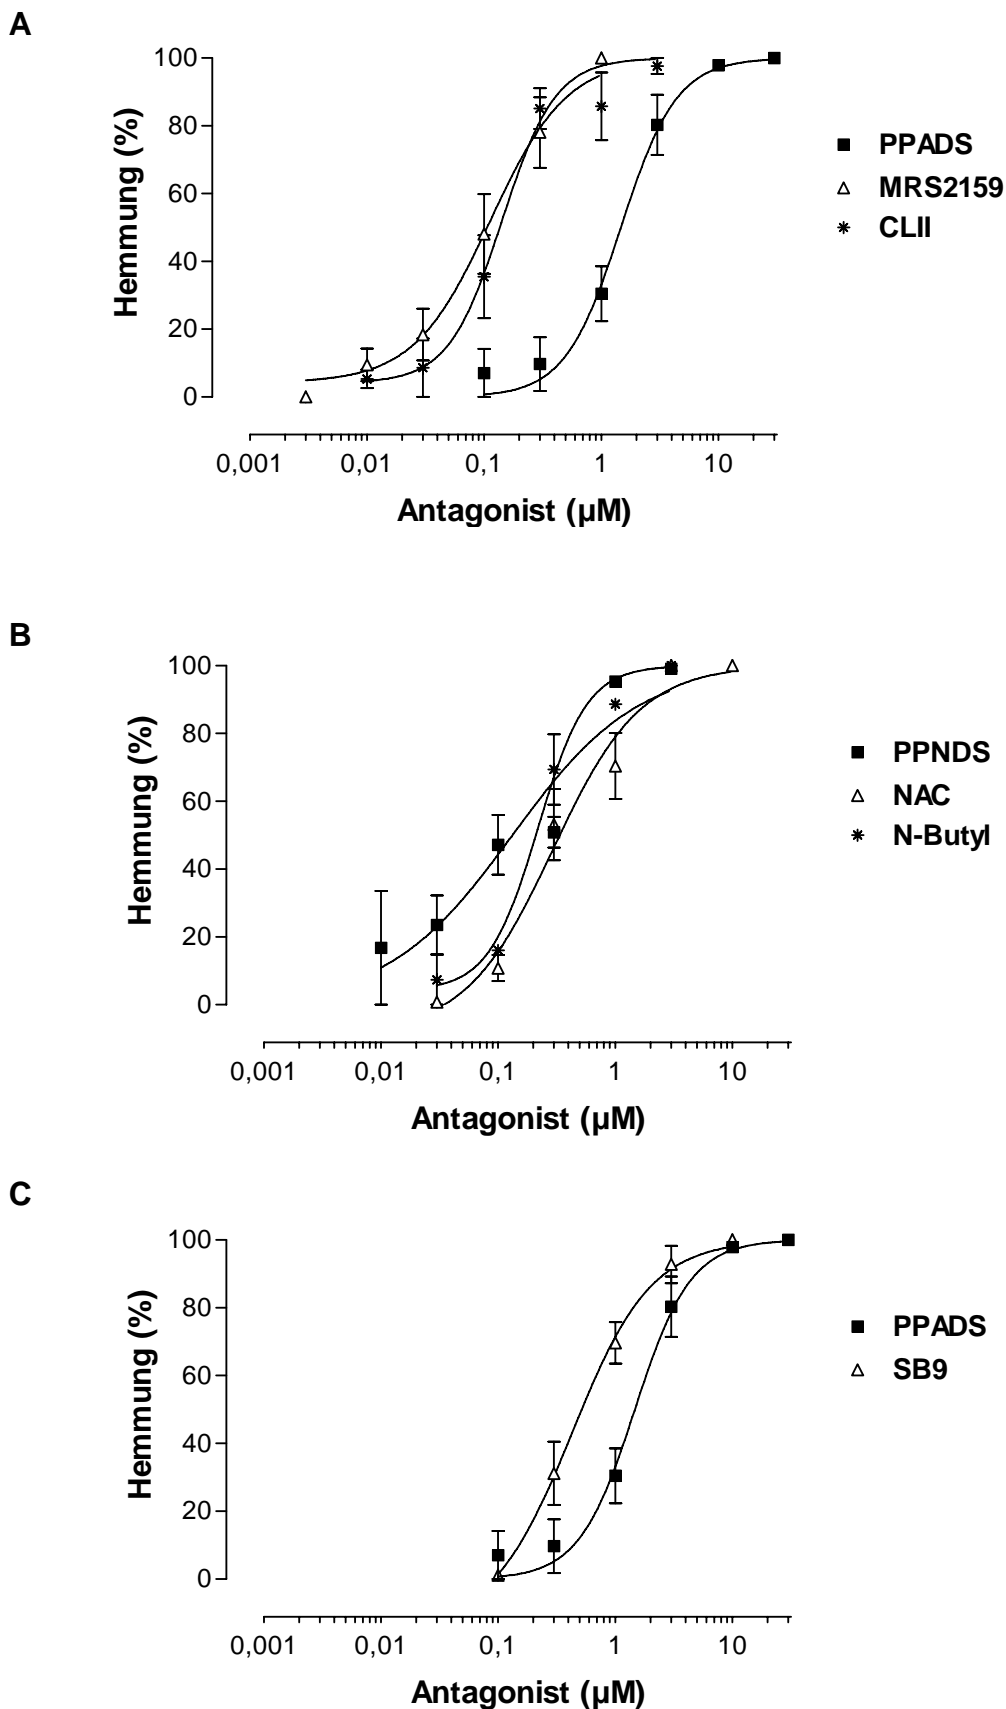 A
Hemmung (%)
100
80
60
40
20
0
0,001 0,01 0,1 1 10
Antagonist (µM)
PPADS
MRS2159
CLII
B
Hemmung (%)
100
80
60
40
20
0
0,001 0,01 0,1 1 10
Antagonist (µM)
PPNDS
NAC
N-Butyl
C
Hemmung (%)
100
80
60
40
20
0
0,001 0,01 0,1 1 10
Antagonist (µM)
PPADS
SB9